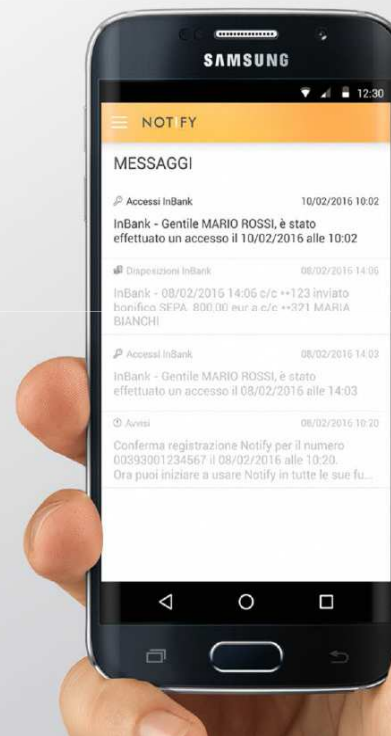 SAMSUNG
12:30
NOTIFY
MESSAGGI
Accessi InBank 10/02/2016 10:02
InBank - Gentile MARIO ROSSI, è stato
effettuato un accesso il 10/02/2016 alle 10:02
Disposizioni InBank 08/02/2016 14:06
InBank - 08/02/2016 14:06 c/c ••123 inviato
bonifico SEPA 800,00 eur a c/c ••321 MARIA
BIANCHI
Accessi InBank 08/02/2016 14:03
InBank - Gentile MARIO ROSSI, è stato
effettuato un accesso il 08/02/2016 alle 14:03
Avvisi 08/02/2016 10:20
Conferma registrazione Notify per il numero
00393001234567 il 08/02/2016 alle 10:20.
Ora puoi iniziare a usare Notify in tutte le sue fu...